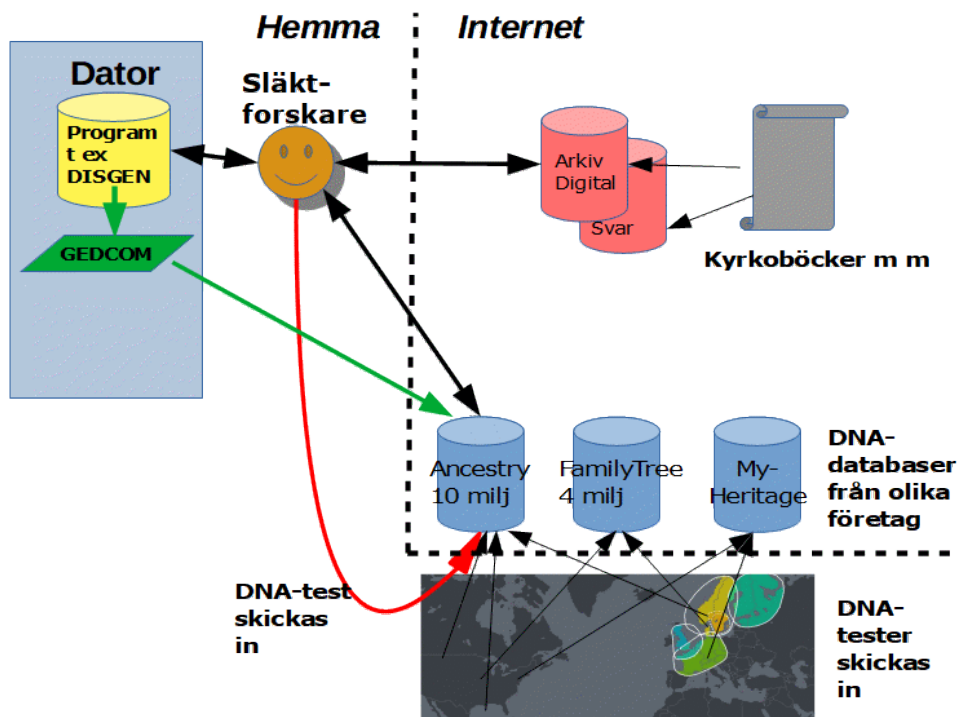 Hemma
Internet
Dator
Släkt-
forskare
Program
t ex
DISGEN
GEDCOM
Arkiv
Digital
Svar
Kyrkoböcker m m
Ancestry
10 milj
FamilyTree
4 milj
My-
Heritage
DNA-
databaser
från olika
företag
DNA-test
skickas
in
DNA-
tester
skickas
in